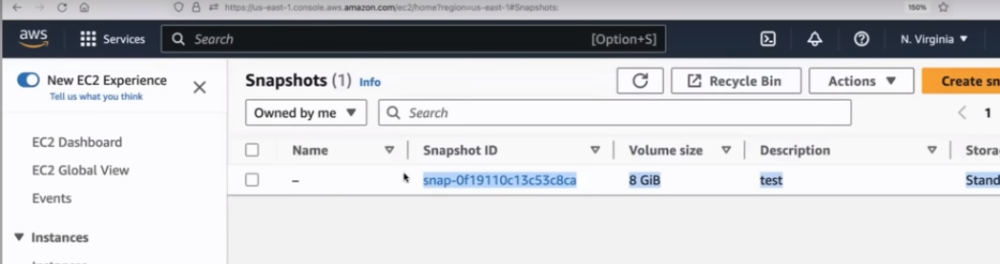 https://us-east-1.console.aws.amazon.com/ec2/home?region=us-east-1#Snapshots:
150%
aws
Services
Search
[Option+S]
N. Virginia
New EC2 Experience
Tell us what you think
EC2 Dashboard
EC2 Global View
Events
Instances
Snapshots (1) Info
Recycle Bin
Actions
Create sn
Owned by me
Search
1
Name Snapshot ID Volume size Description Storag
– snap-0f19110c13c53c8ca 8 GiB test Stand